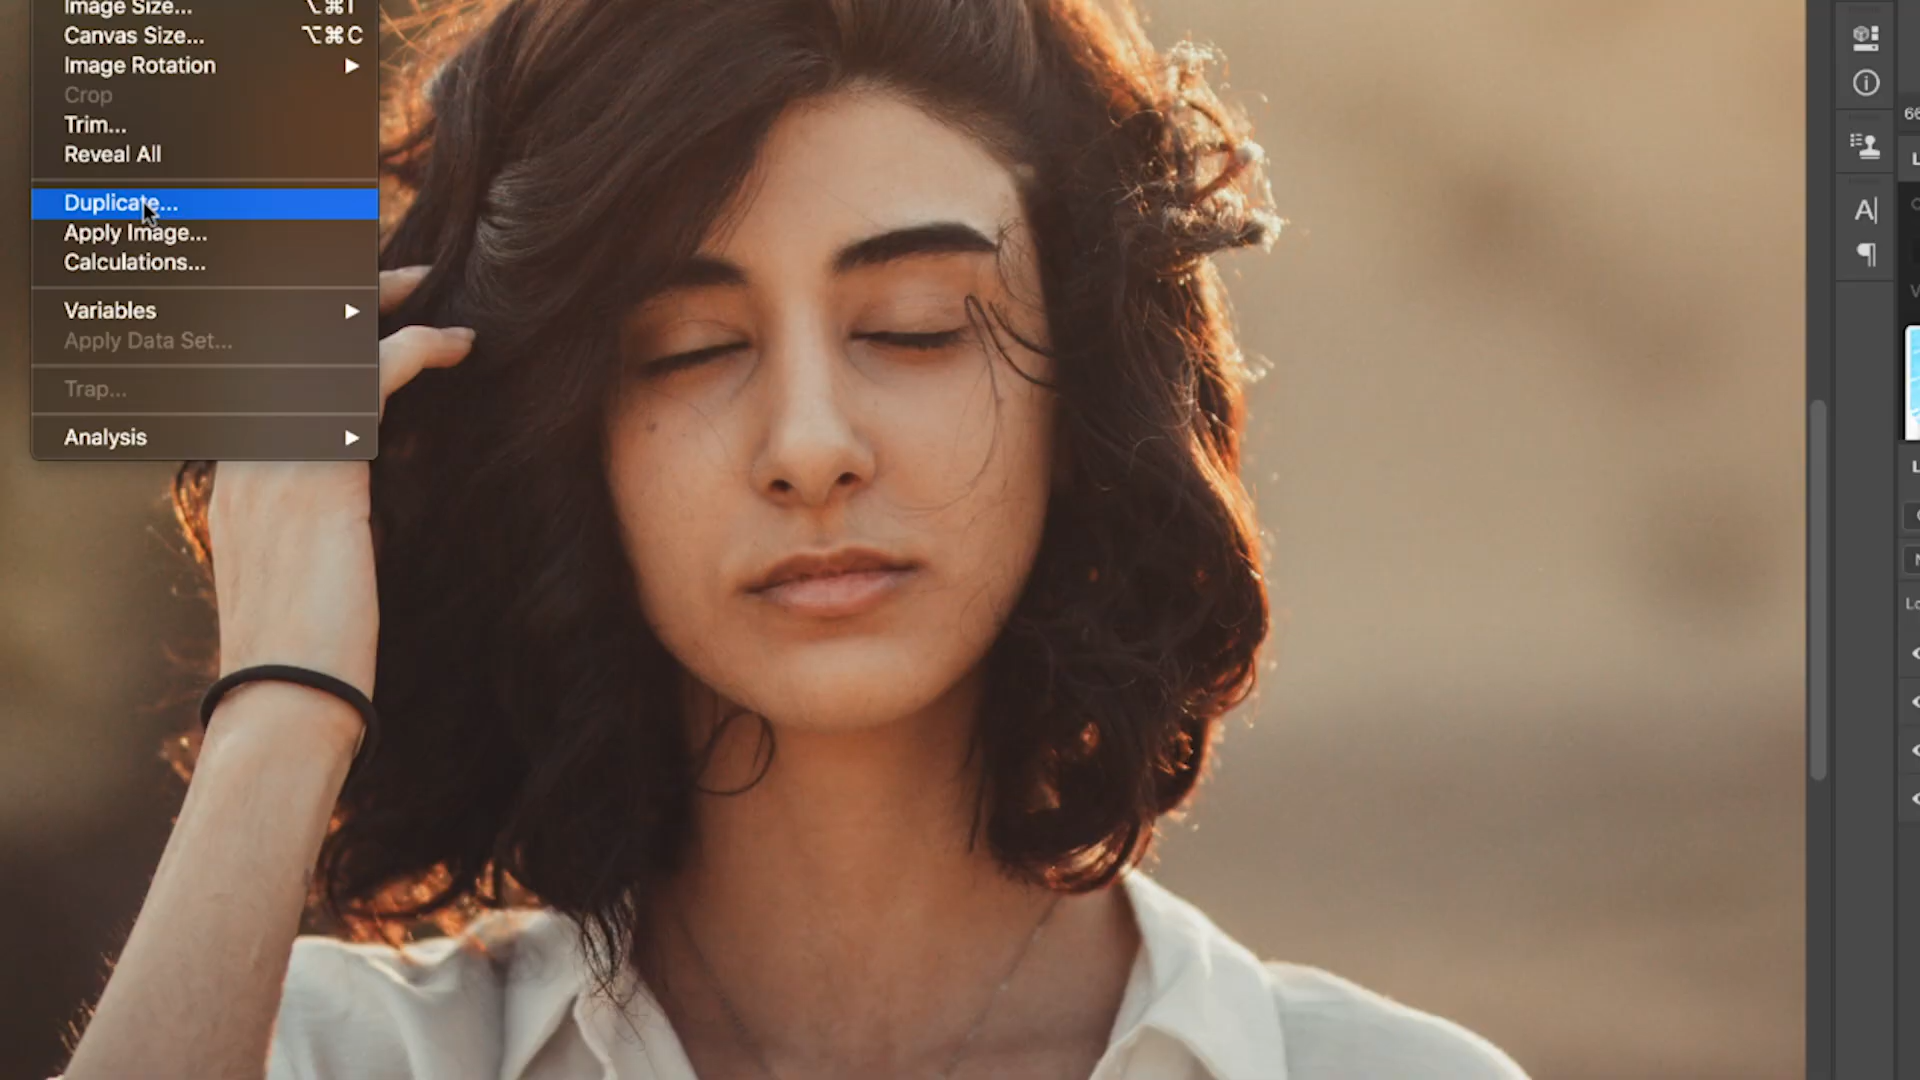 Image Size... ⌥⌘I
Canvas Size... ⌥⌘C
Image Rotation ▶
Crop
Trim...
Reveal All
Duplicate...
Apply Image...
Calculations...
Variables ▶
Apply Data Set...
Trap...
Analysis ▶
A|
¶
66